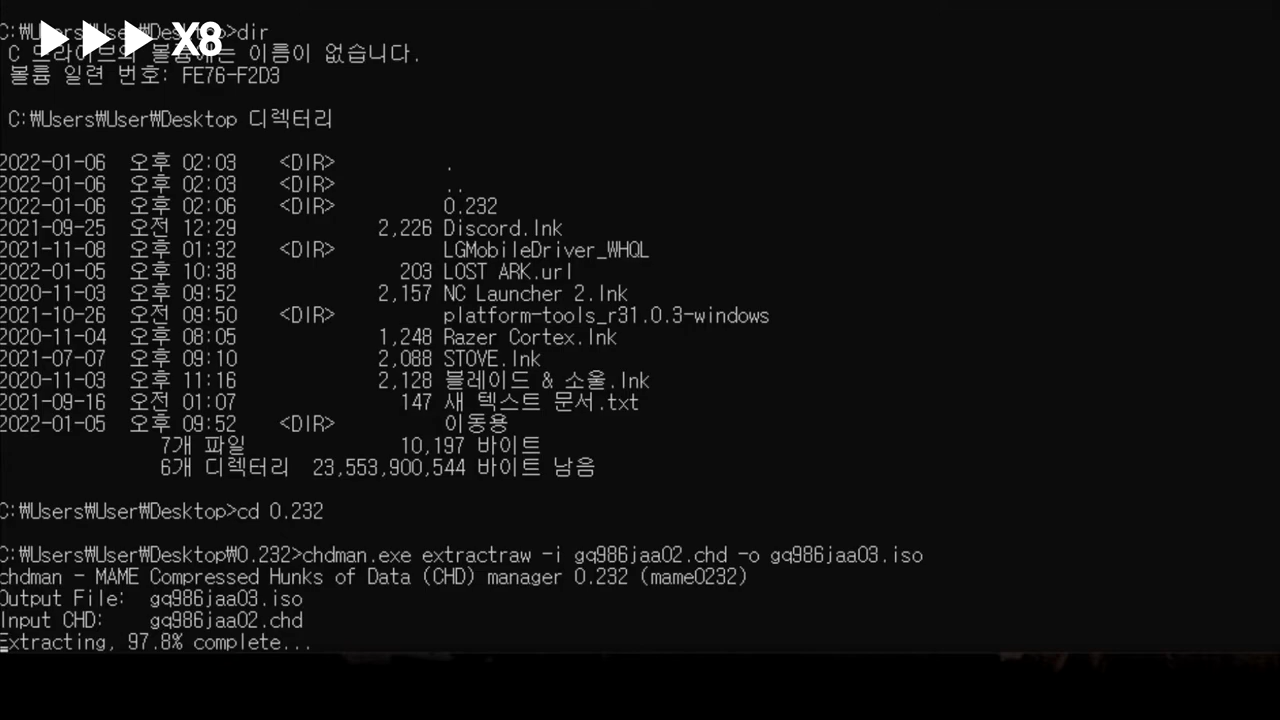 C:₩Users₩User₩Desktop>dir
X8
C 드라이브의 볼륨에는 이름이 없습니다.
볼륨 일련 번호: FE76-F2D3
C:₩Users₩User₩Desktop 디렉터리
2022-01-06 오후 02:03 <DIR> .
2022-01-06 오후 02:03 <DIR> ..
2022-01-06 오후 02:06 <DIR> 0.232
2021-09-25 오전 12:29 2,226 Discord.lnk
2021-11-08 오후 01:32 <DIR> LGMobileDriver_WHQL
2022-01-05 오후 10:38 203 LOST ARK.url
2020-11-03 오후 09:52 2,157 NC Launcher 2.lnk
2021-10-26 오전 09:50 <DIR> platform-tools_r31.0.3-windows
2020-11-04 오후 08:05 1,248 Razer Cortex.lnk
2021-07-07 오후 09:10 2,088 STOVE.lnk
2020-11-03 오후 11:16 2,128 블레이드 & 소울.lnk
2021-09-16 오전 01:07 147 새 텍스트 문서.txt
2022-01-05 오후 09:52 <DIR> 이동용
7개 파일 10,197 바이트
6개 디렉터리 23,553,900,544 바이트 남음
C:₩Users₩User₩Desktop>cd 0.232
C:₩Users₩User₩Desktop₩0.232>chdman.exe extractraw -i gq986jaa02.chd -o gq986jaa03.iso
chdman - MAME Compressed Hunks of Data (CHD) manager 0.232 (mame0232)
Output File: gq986jaa03.iso
Input CHD: gq986jaa02.chd
Extracting, 97.8% complete...